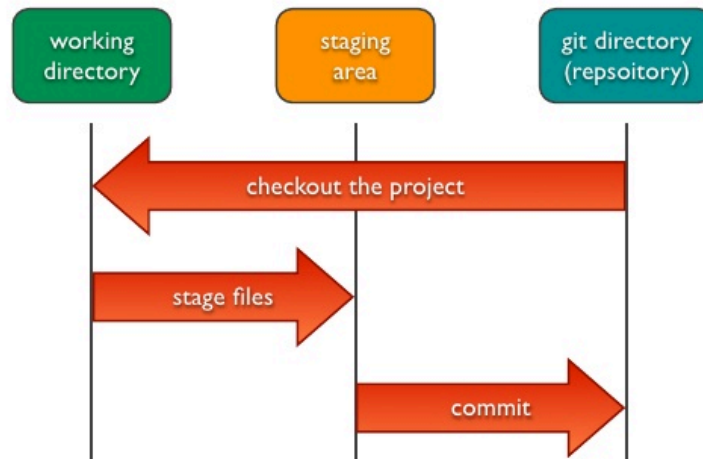 working
directory
staging
area
git directory
(repsoitory)
checkout the project
stage files
commit